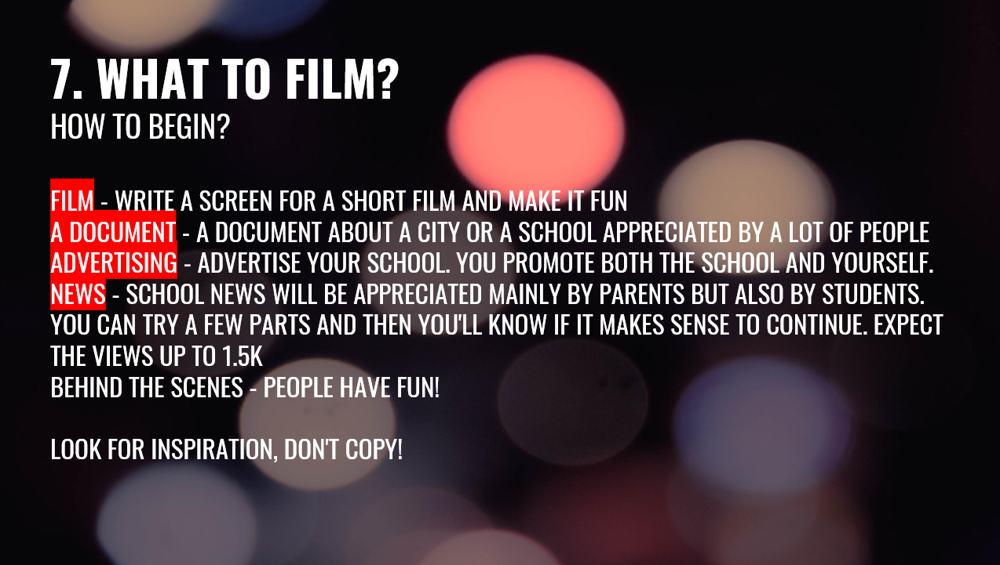 7. WHAT TO FILM?
HOW TO BEGIN?
FILM - WRITE A SCREEN FOR A SHORT FILM AND MAKE IT FUN
A DOCUMENT - A DOCUMENT ABOUT A CITY OR A SCHOOL APPRECIATED BY A LOT OF PEOPLE
ADVERTISING - ADVERTISE YOUR SCHOOL. YOU PROMOTE BOTH THE SCHOOL AND YOURSELF.
NEWS - SCHOOL NEWS WILL BE APPRECIATED MAINLY BY PARENTS BUT ALSO BY STUDENTS.
YOU CAN TRY A FEW PARTS AND THEN YOU'LL KNOW IF IT MAKES SENSE TO CONTINUE. EXPECT
THE VIEWS UP TO 1.5K
BEHIND THE SCENES - PEOPLE HAVE FUN!
LOOK FOR INSPIRATION, DON'T COPY!